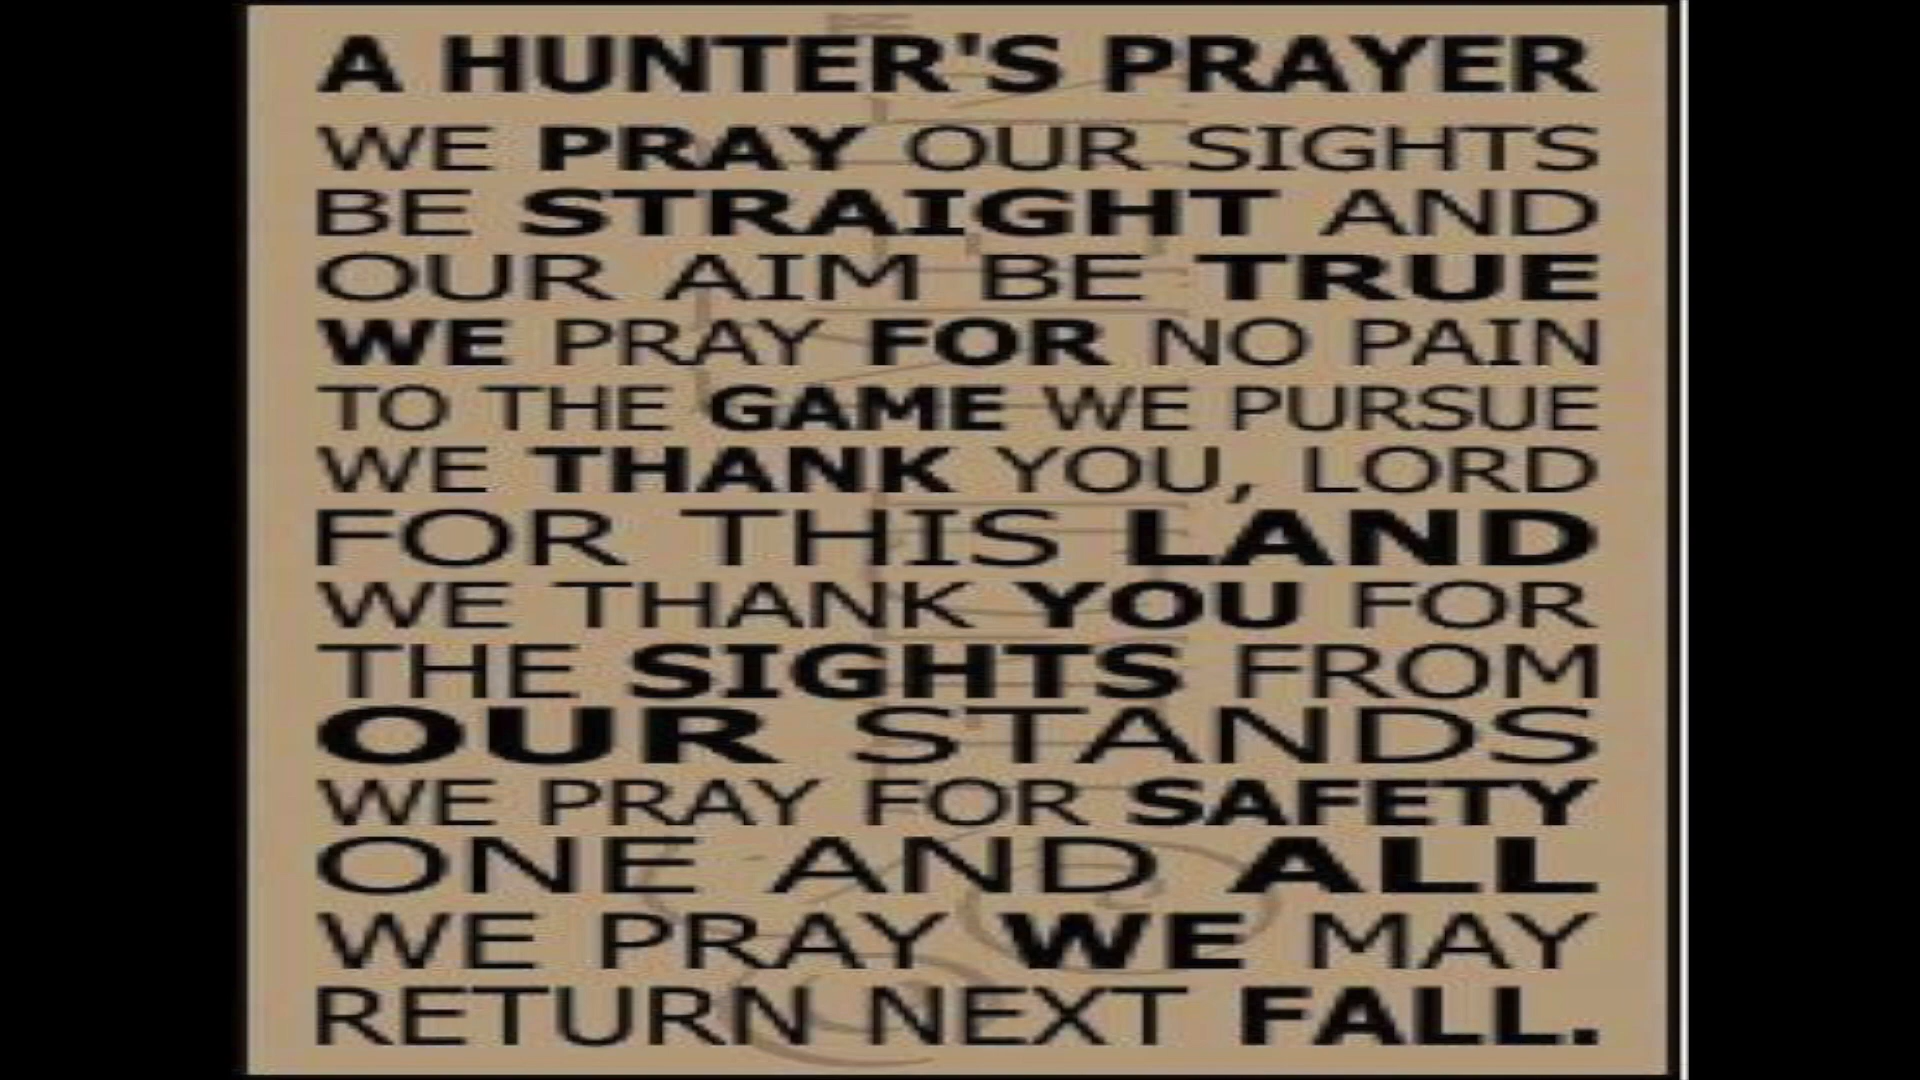 A HUNTER'S PRAYER
WE PRAY OUR SIGHTS
BE STRAIGHT AND
OUR AIM BE TRUE
WE PRAY FOR NO PAIN
TO THE GAME WE PURSUE
WE THANK YOU, LORD
FOR THIS LAND
WE THANK YOU FOR
THE SIGHTS FROM
OUR STANDS
WE PRAY FOR SAFETY
ONE AND ALL
WE PRAY WE MAY
RETURN NEXT FALL.